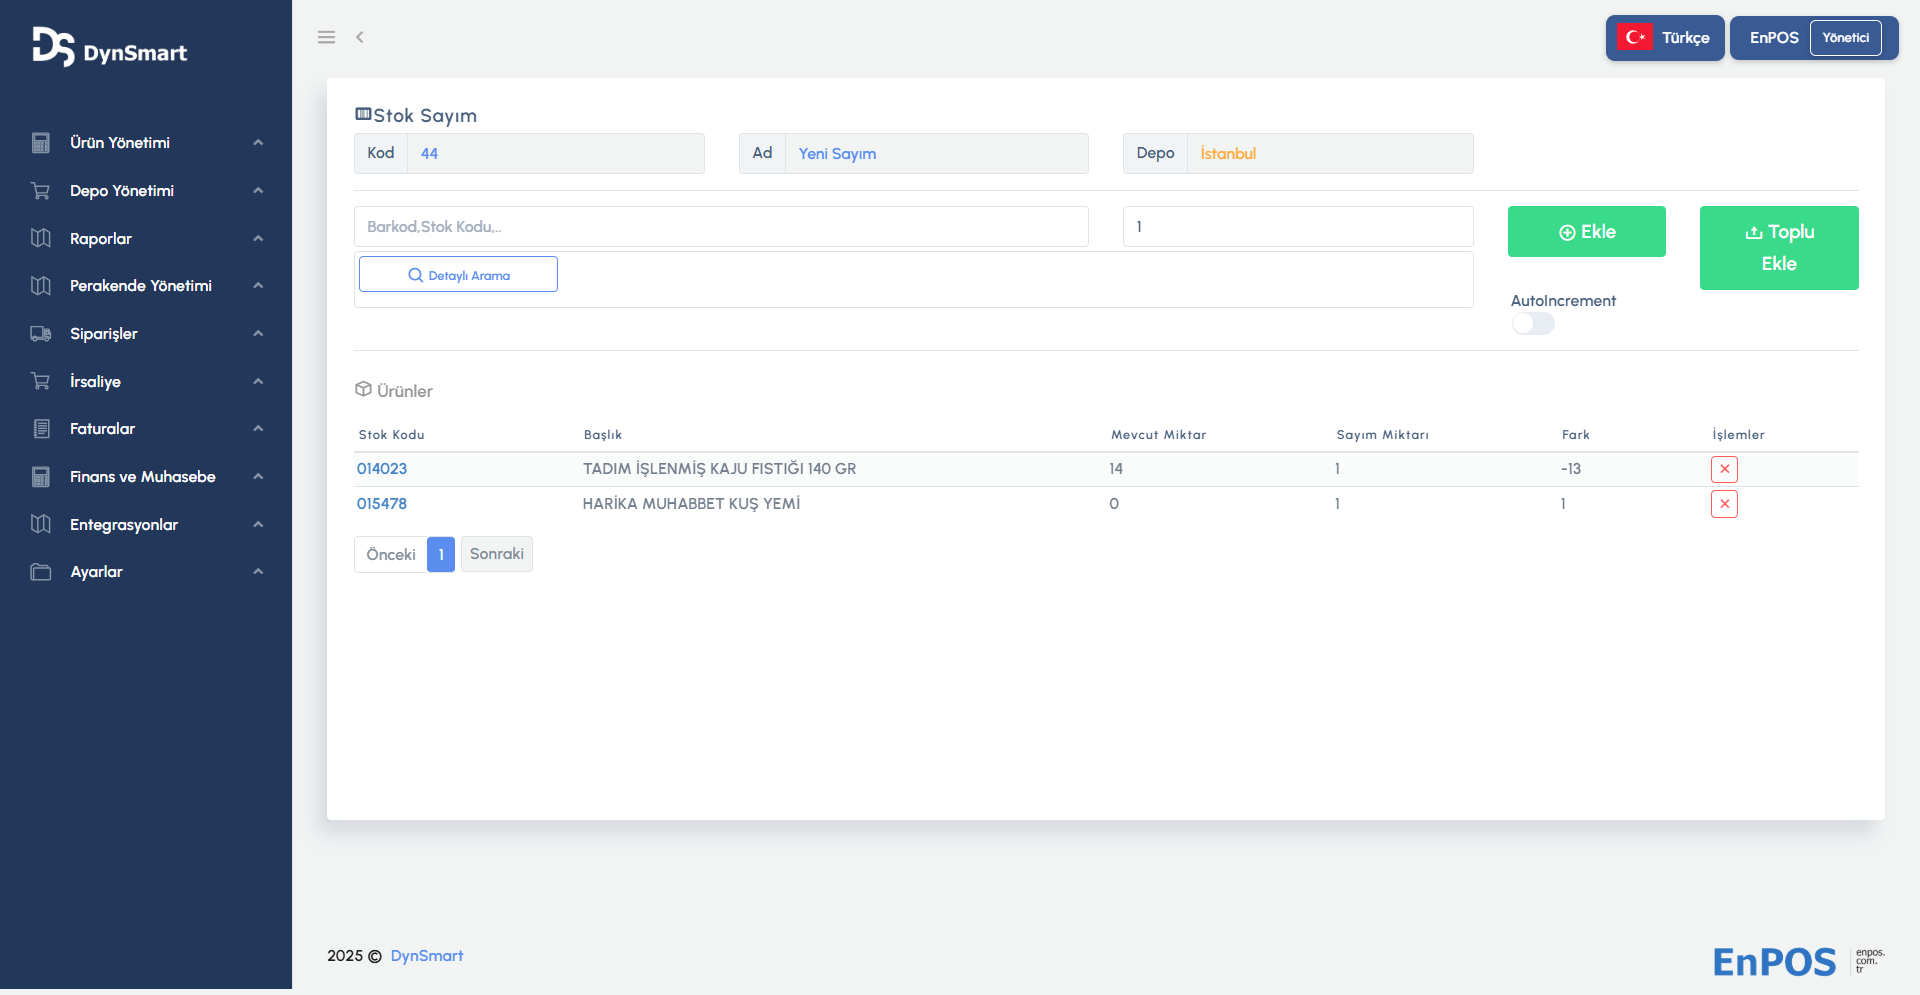 DS DynSmart
Türkçe
EnPOS Yönetici
Ürün Yönetimi
Depo Yönetimi
Raporlar
Perakende Yönetimi
Siparişler
İrsaliye
Faturalar
Finans ve Muhasebe
Entegrasyonlar
Ayarlar
Stok Sayım
Kod 44 Ad Yeni Sayım Depo İstanbul
Barkod,Stok Kodu,.. 1
Ekle
Toplu
Ekle
Detaylı Arama
AutoIncrement
Ürünler
Stok Kodu Başlık Mevcut Miktar Sayım Miktarı Fark İşlemler
014023 TADIM İŞLENMİŞ KAJU FISTIĞI 140 GR 14 1 -13
015478 HARİKA MUHABBET KUŞ YEMİ 0 1 1
Önceki 1 Sonraki
2025 © DynSmart
EnPOS
enpos.
com.
tr